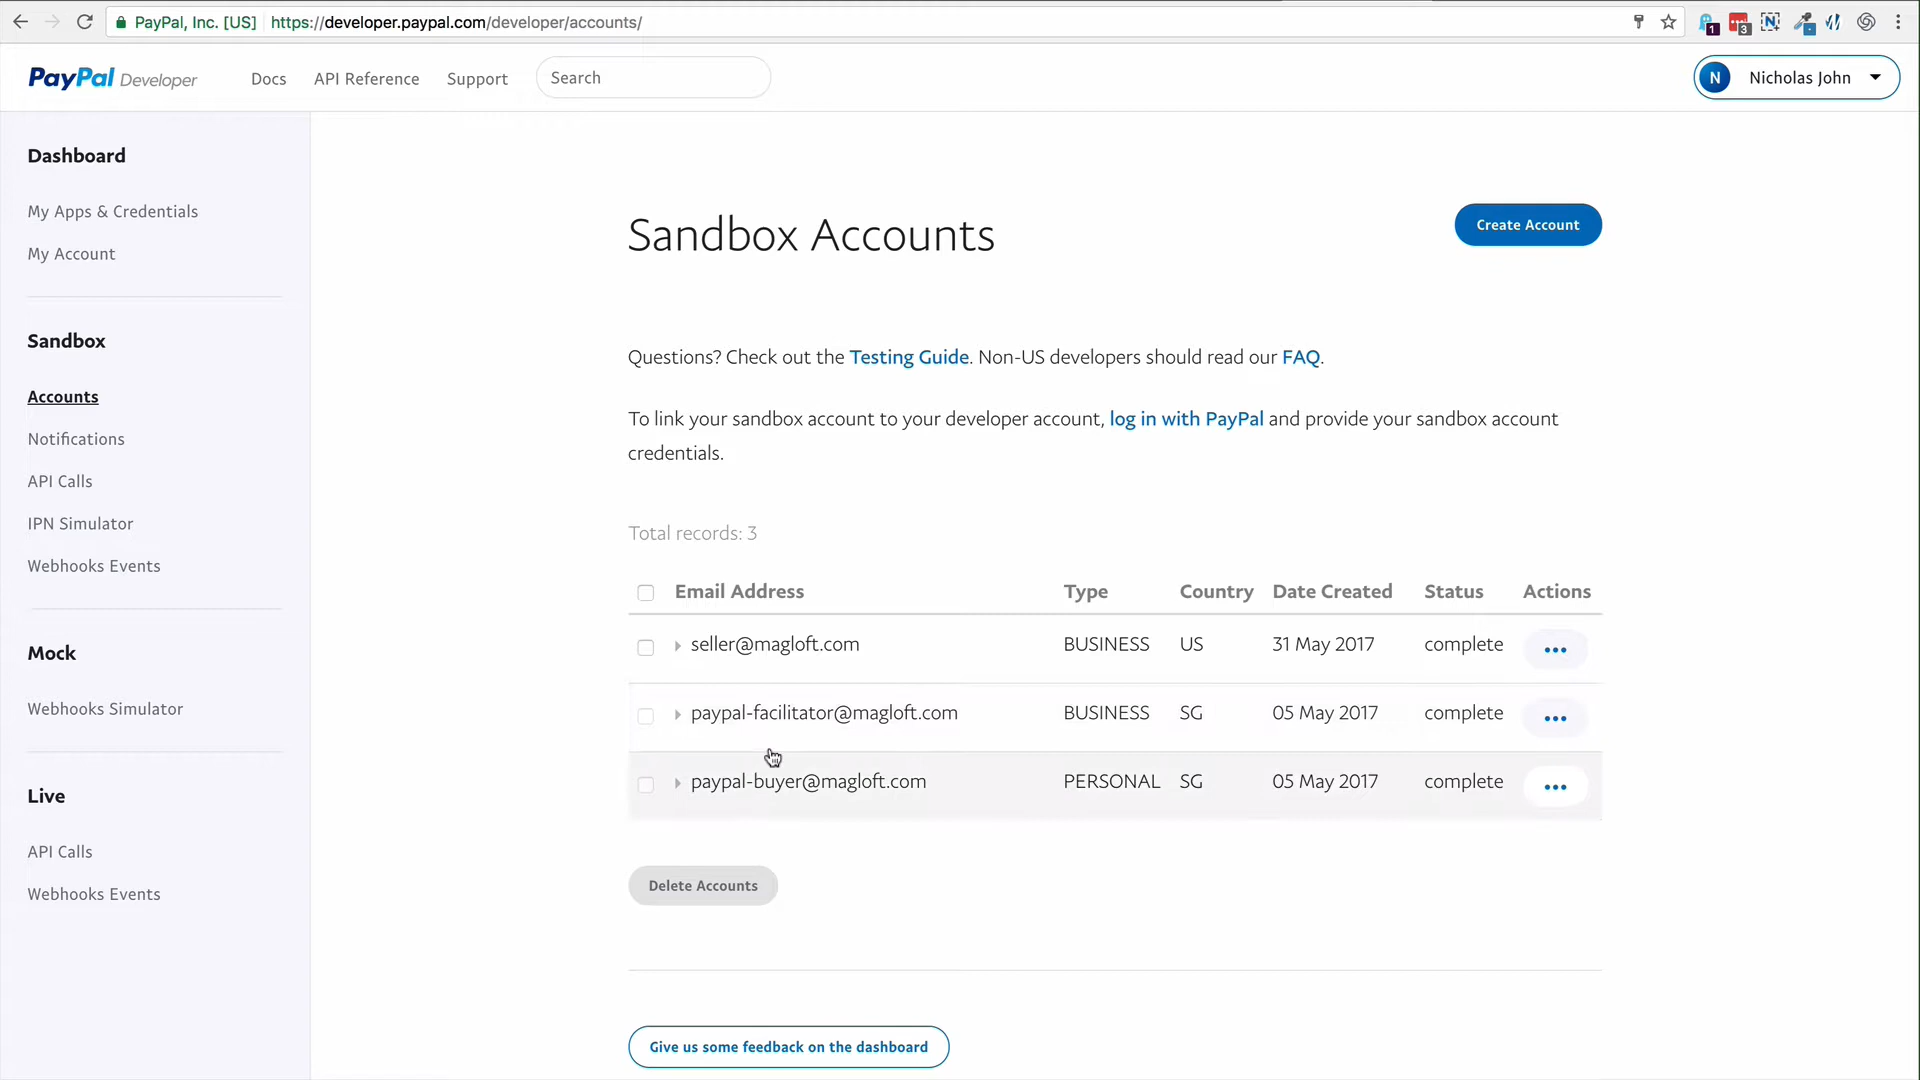 PayPal, Inc. [US] https://developer.paypal.com/developer/accounts/
1
3
N
PayPal Developer
Docs
API Reference
Support
Search
N
Nicholas John
Dashboard
My Apps & Credentials
My Account
Sandbox
Accounts
Notifications
API Calls
IPN Simulator
Webhooks Events
Mock
Webhooks Simulator
Live
API Calls
Webhooks Events
Sandbox Accounts
Create Account
Questions? Check out the Testing Guide. Non-US developers should read our FAQ.
To link your sandbox account to your developer account, log in with PayPal and provide your sandbox account
credentials.
Total records: 3
Email Address Type Country Date Created Status Actions
seller@magloft.com BUSINESS US 31 May 2017 complete
paypal-facilitator@magloft.com BUSINESS SG 05 May 2017 complete
paypal-buyer@magloft.com PERSONAL SG 05 May 2017 complete
Delete Accounts
Give us some feedback on the dashboard